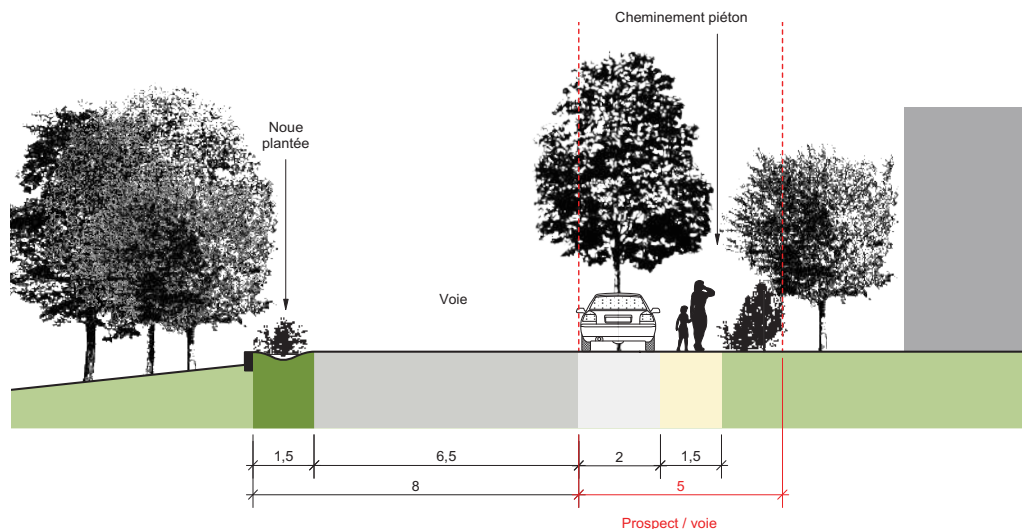 Cheminement piéton
Noue
plantée
Voie
1,5
6,5
2
1,5
8
5
Prospect / voie